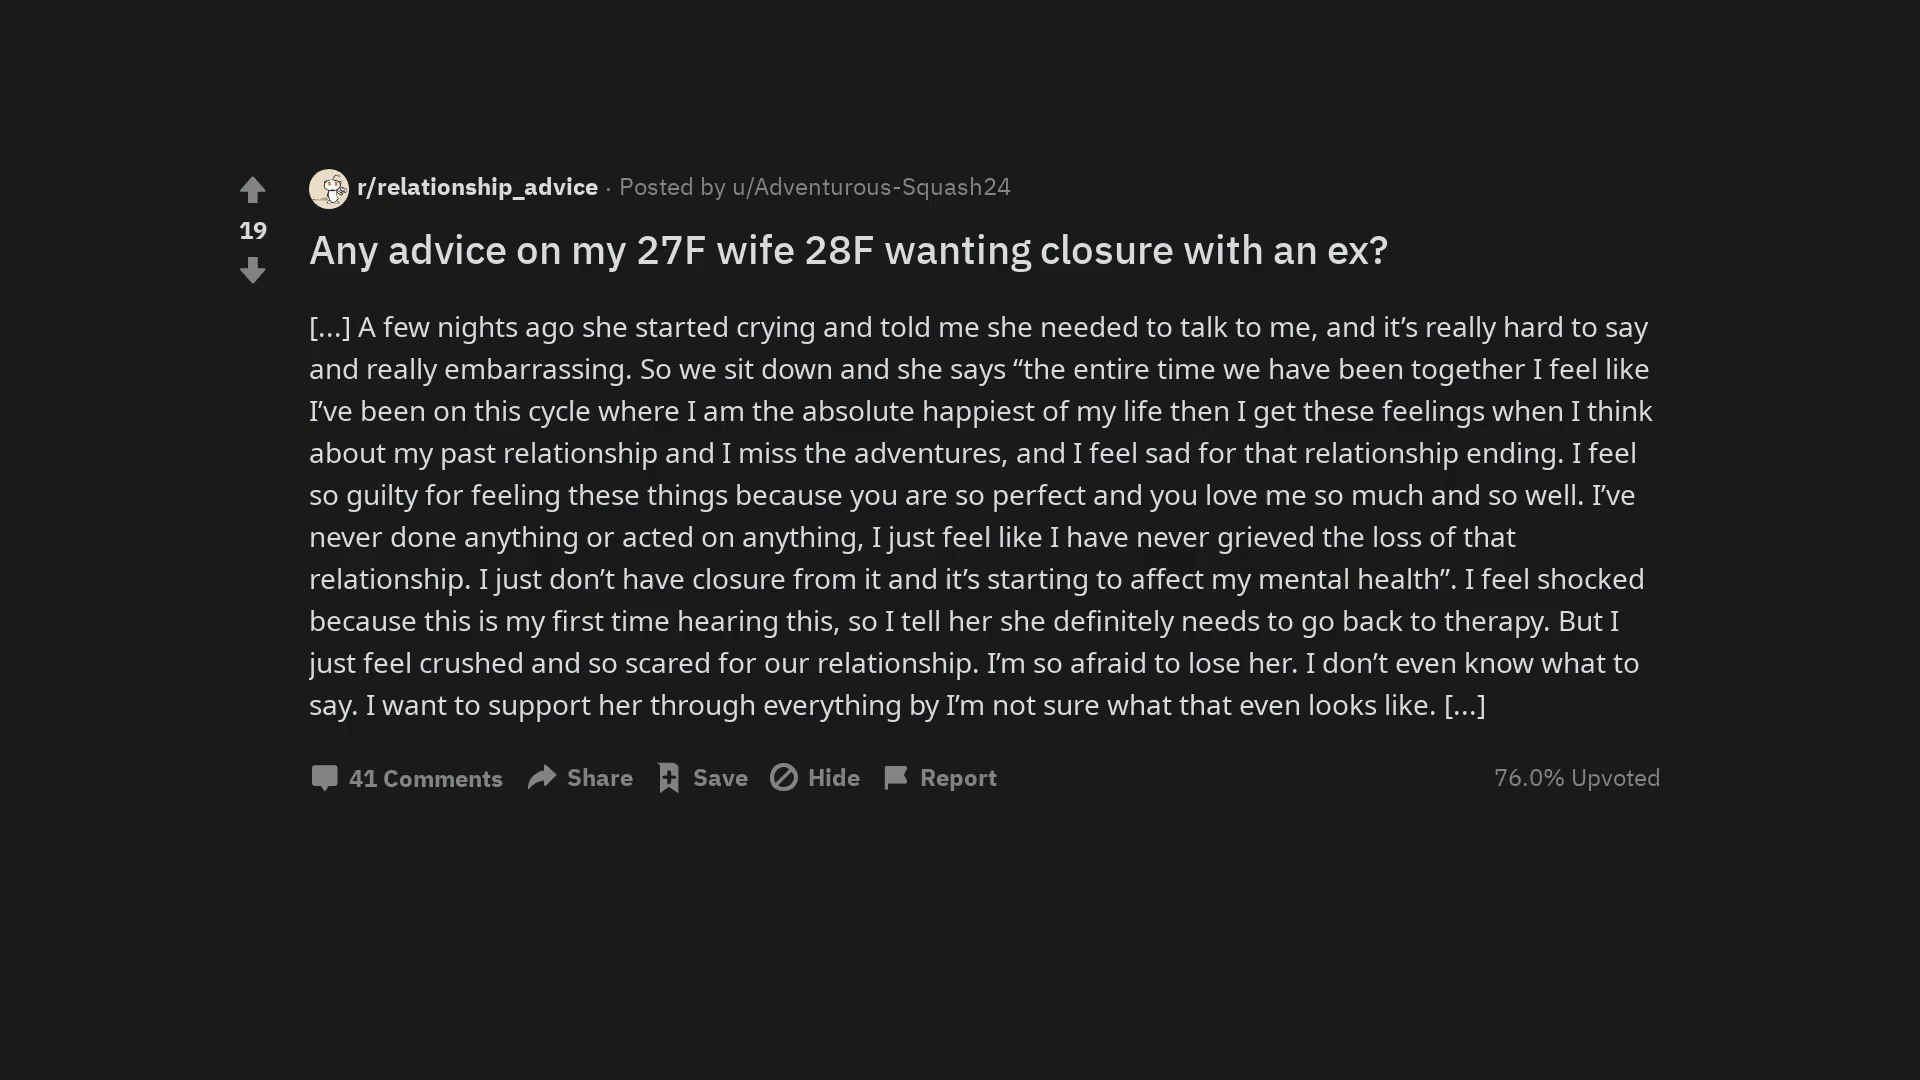 r/relationship_advice · Posted by u/Adventurous-Squash24
19
Any advice on my 27F wife 28F wanting closure with an ex?
[...] A few nights ago she started crying and told me she needed to talk to me, and it’s really hard to say
and really embarrassing. So we sit down and she says “the entire time we have been together I feel like
I’ve been on this cycle where I am the absolute happiest of my life then I get these feelings when I think
about my past relationship and I miss the adventures, and I feel sad for that relationship ending. I feel
so guilty for feeling these things because you are so perfect and you love me so much and so well. I’ve
never done anything or acted on anything, I just feel like I have never grieved the loss of that
relationship. I just don’t have closure from it and it’s starting to affect my mental health”. I feel shocked
because this is my first time hearing this, so I tell her she definitely needs to go back to therapy. But I
just feel crushed and so scared for our relationship. I’m so afraid to lose her. I don’t even know what to
say. I want to support her through everything by I’m not sure what that even looks like. [...]
41 Comments Share Save Hide Report 76.0% Upvoted